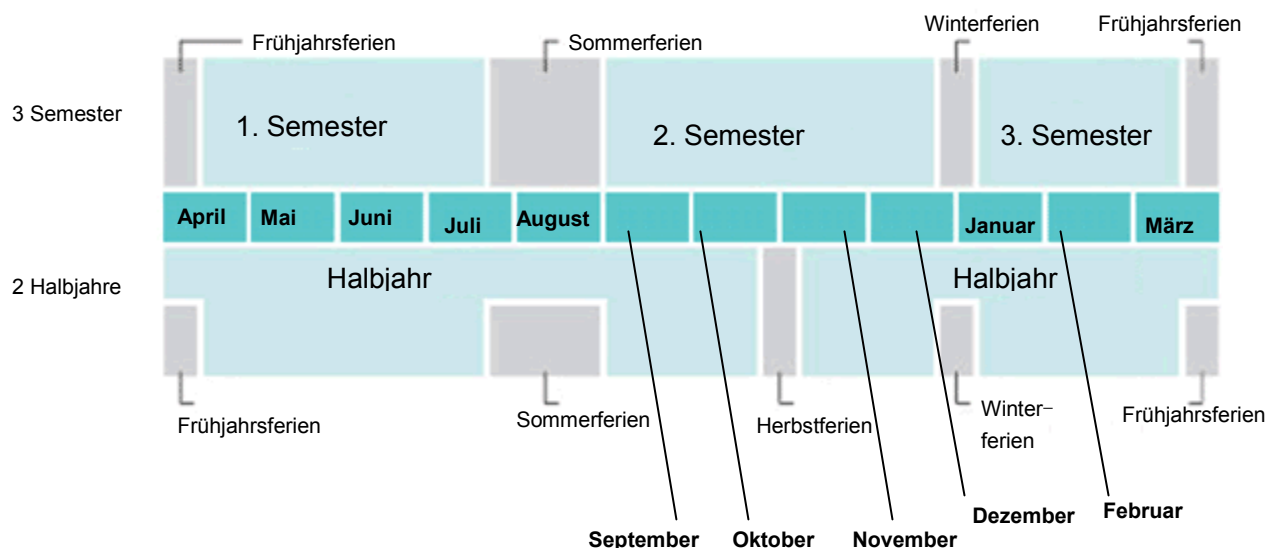 Frühjahrsferien
Sommerferien
Winterferien
Frühjahrsferien
3 Semester
1. Semester
2. Semester
3. Semester
April
Mai
Juni
Juli
August
Januar
März
2 Halbjahre
Halbjahr
Halbjahr
Frühjahrsferien
Sommerferien
Herbstferien
Winter-
ferien
Frühjahrsferien
September
Oktober
November
Dezember
Februar